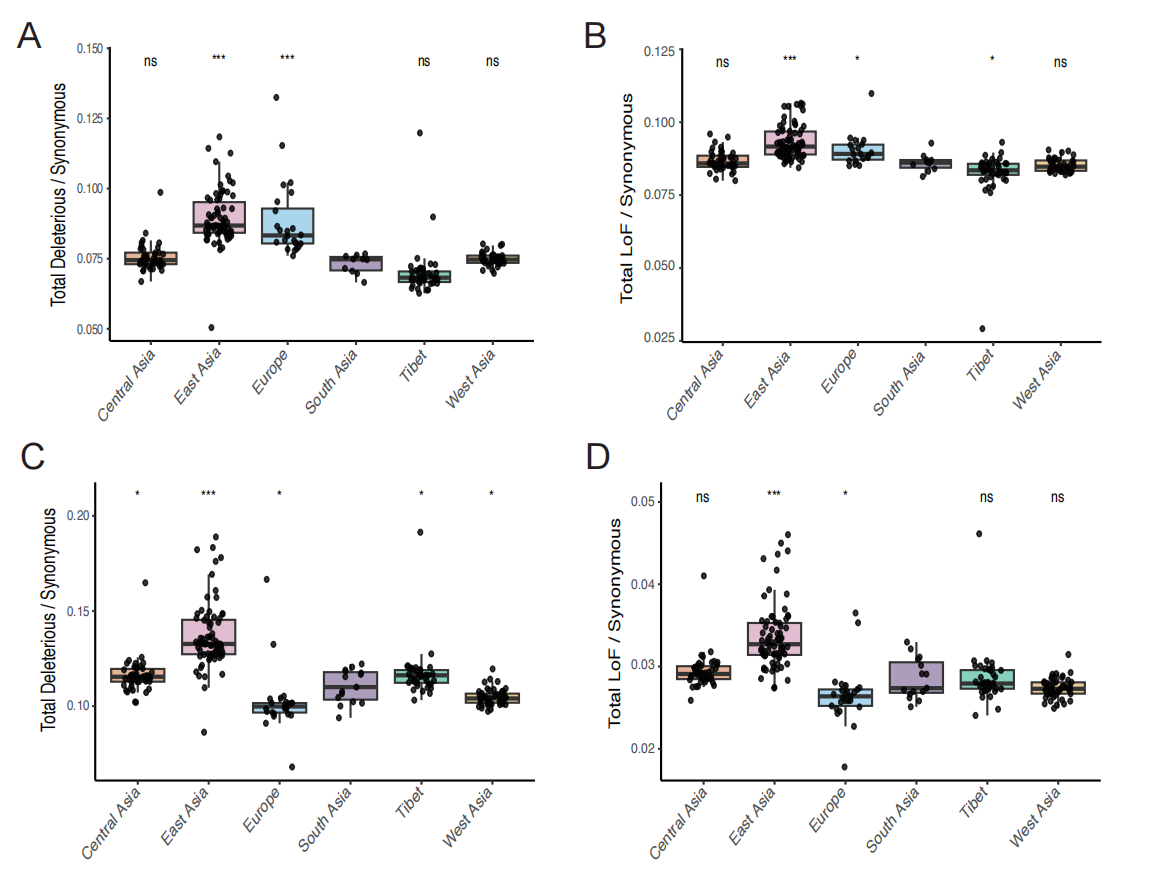 A
Total Deleterious / Synonymous
0.150
0.125
0.100
0.075
0.050
ns
***
***
ns
ns
Central Asia
East Asia
Europe
South Asia
Tibet
West Asia
B
Total LoF / Synonymous
0.125
0.100
0.075
0.050
0.025
ns
***
*
*
ns
Central Asia
East Asia
Europe
South Asia
Tibet
West Asia
C
Total Deleterious / Synonymous
0.20
0.15
0.10
*
***
*
*
*
Central Asia
East Asia
Europe
South Asia
Tibet
West Asia
D
Total LoF / Synonymous
0.05
0.04
0.03
0.02
ns
***
*
ns
ns
Central Asia
East Asia
Europe
South Asia
Tibet
West Asia